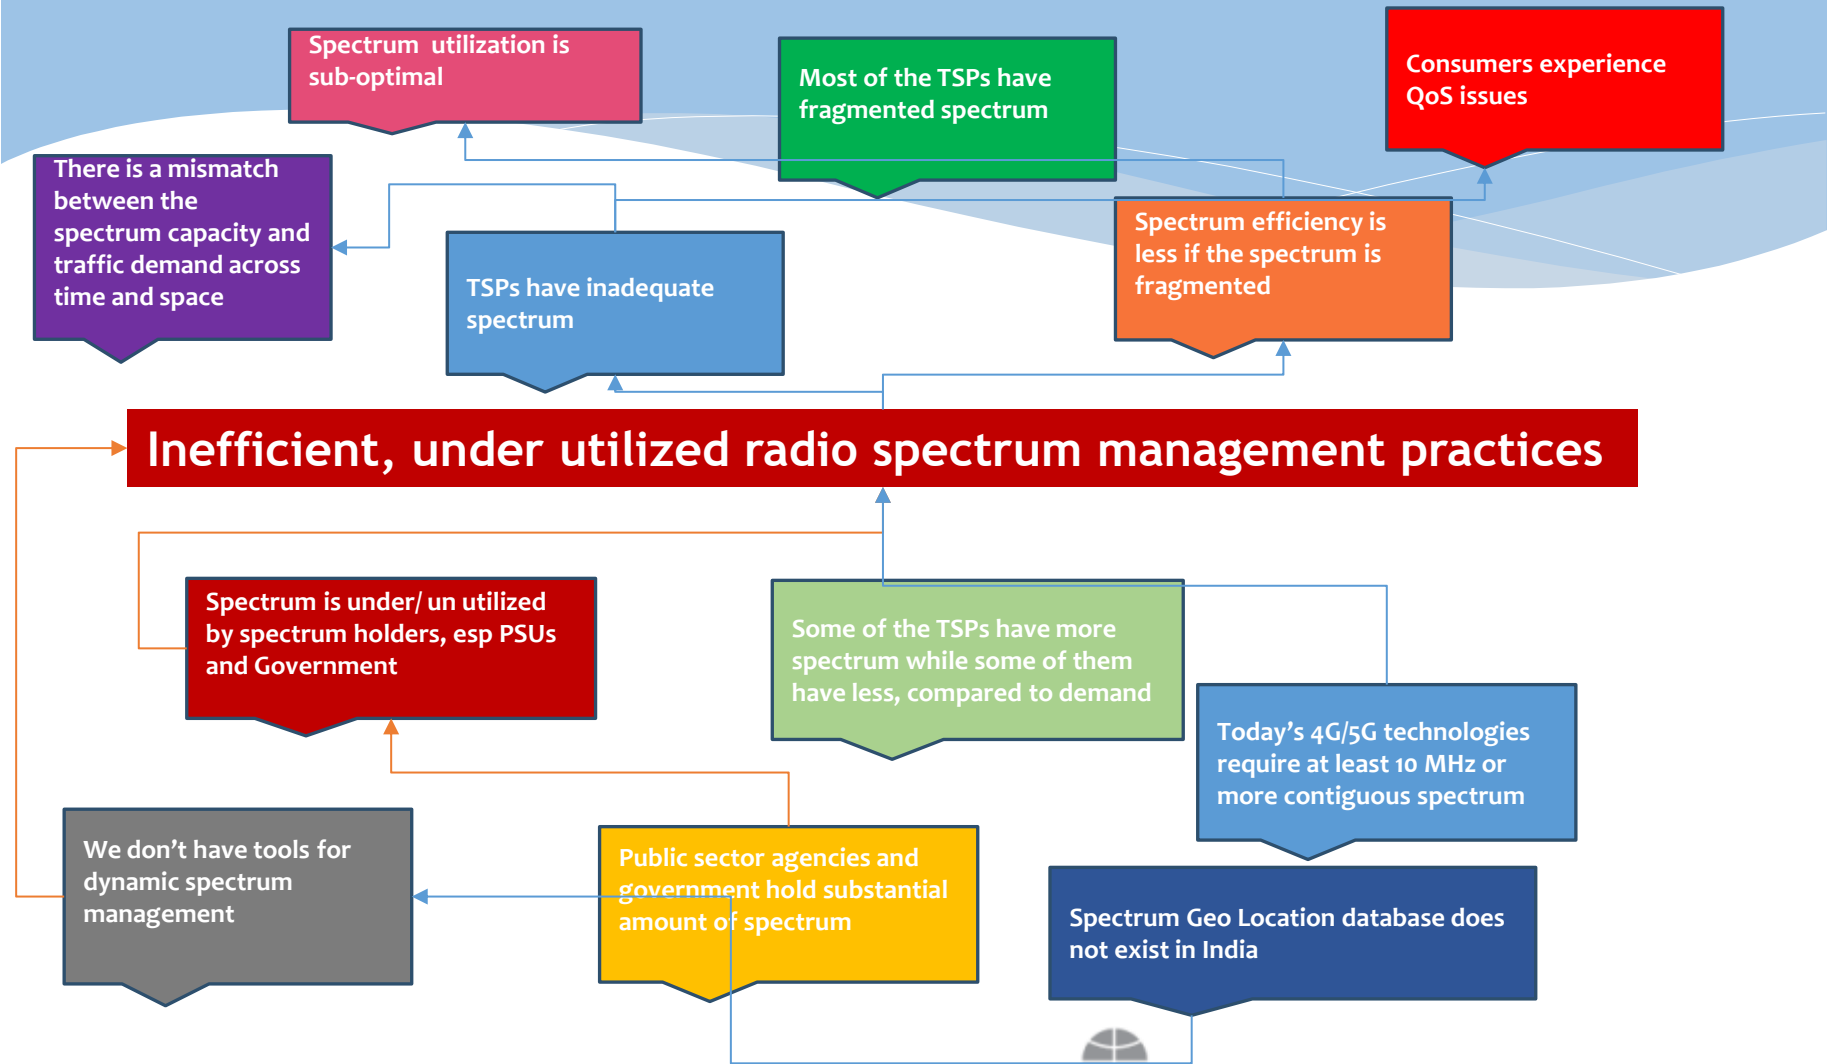 Spectrum utilization is
sub-optimal
Most of the TSPs have
fragmented spectrum
Consumers experience
QoS issues
There is a mismatch
between the
spectrum capacity and
traffic demand across
time and space
TSPs have inadequate
spectrum
Spectrum efficiency is
less if the spectrum is
fragmented
Inefficient, under utilized radio spectrum management practices
Spectrum is under/ un utilized
by spectrum holders, esp PSUs
and Government
Some of the TSPs have more
spectrum while some of them
have less, compared to demand
Today’s 4G/5G technologies
require at least 10 MHz or
more contiguous spectrum
We don’t have tools for
dynamic spectrum
management
Public sector agencies and
government hold substantial
amount of spectrum
Spectrum Geo Location database does
not exist in India